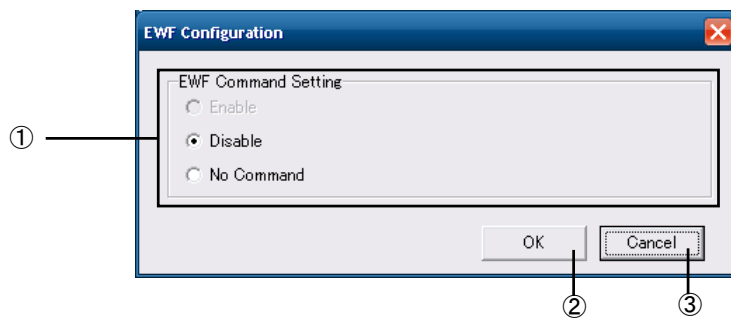 EWF Configuration
EWF Command Setting
Enable
①
Disable
No Command
OK
Cancel
②
③